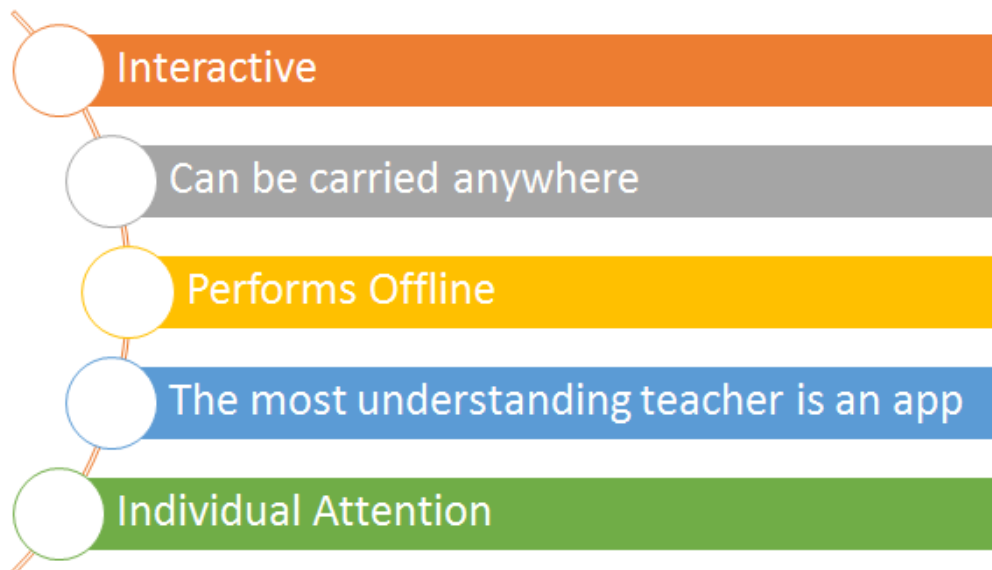 Interactive
Can be carried anywhere
Performs Offline
The most understanding teacher is an app
Individual Attention